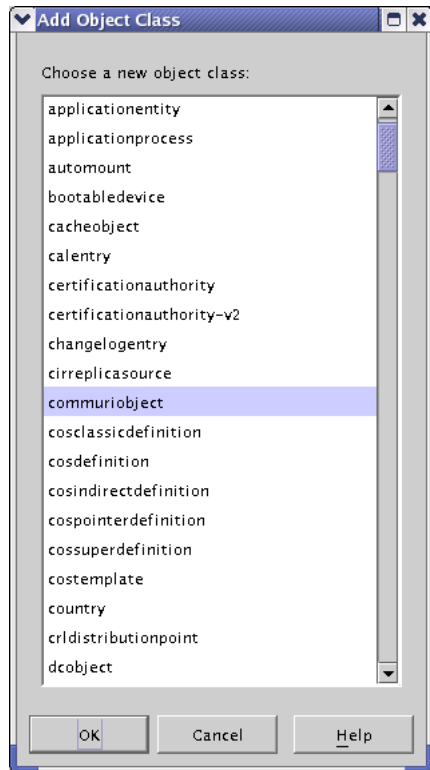 Add Object Class
Choose a new object class:
applicationentity
applicationprocess
automount
bootabledevice
cacheobject
calentry
certificationauthority
certificationauthority-v2
changelogentry
cirreplicasource
commuriobject
cosclassicdefinition
cosdefinition
cosindirectdefinition
cospointerdefinition
cossuperdefinition
costemplate
country
crldistributionpoint
dcobject
OK Cancel Help